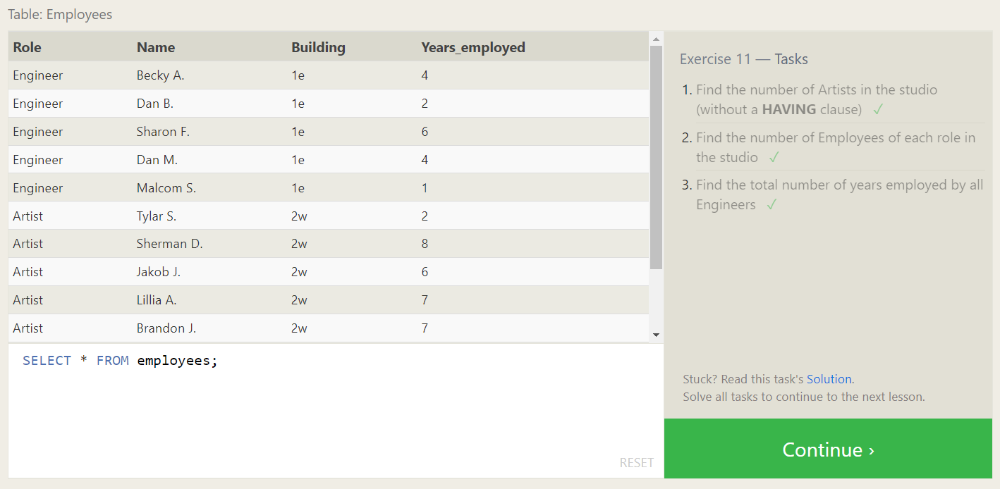 Table: Employees
Role Name Building Years_employed
Engineer Becky A. 1e 4
Engineer Dan B. 1e 2
Engineer Sharon F. 1e 6
Engineer Dan M. 1e 4
Engineer Malcom S. 1e 1
Artist Tylar S. 2w 2
Artist Sherman D. 2w 8
Artist Jakob J. 2w 6
Artist Lillia A. 2w 7
Artist Brandon J. 2w 7
SELECT * FROM employees;
RESET
Exercise 11 — Tasks
1. Find the number of Artists in the studio
(without a HAVING clause) ✓
2. Find the number of Employees of each role in
the studio ✓
3. Find the total number of years employed by all
Engineers ✓
Stuck? Read this task's Solution.
Solve all tasks to continue to the next lesson.
Continue ›